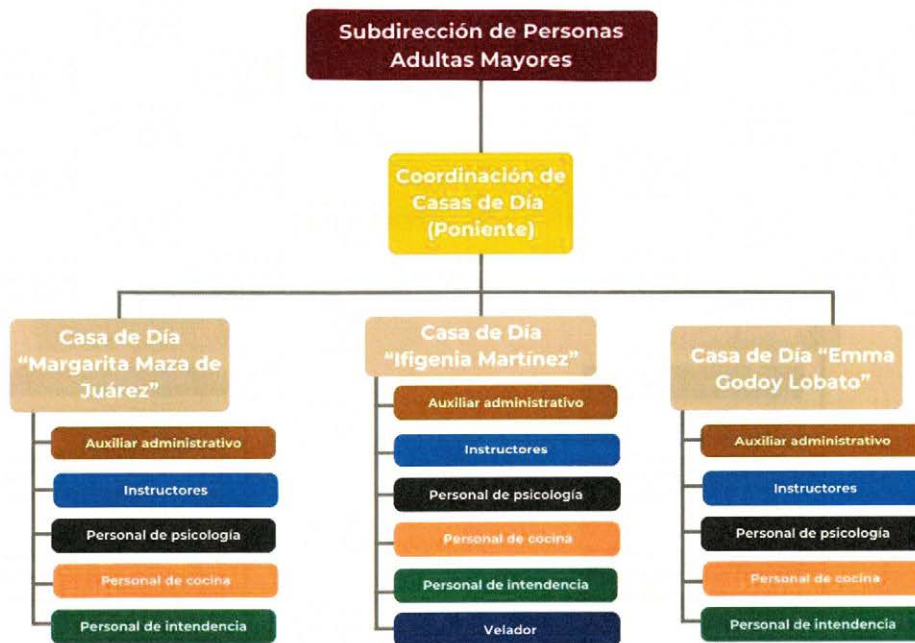 Subdirección de Personas
Adultas Mayores
Coordinación de
Casas de Día
(Poniente)
Casa de Día
“Margarita Maza de
Juárez”
Auxiliar administrativo
Instructores
Personal de psicología
Personal de cocina
Personal de intendencia
Casa de Día
“Ifigenia Martínez”
Auxiliar administrativo
Instructores
Personal de psicología
Personal de cocina
Personal de intendencia
Velador
Casa de Día “Emma
Godoy Lobato”
Auxiliar administrativo
Instructores
Personal de psicología
Personal de cocina
Personal de intendencia